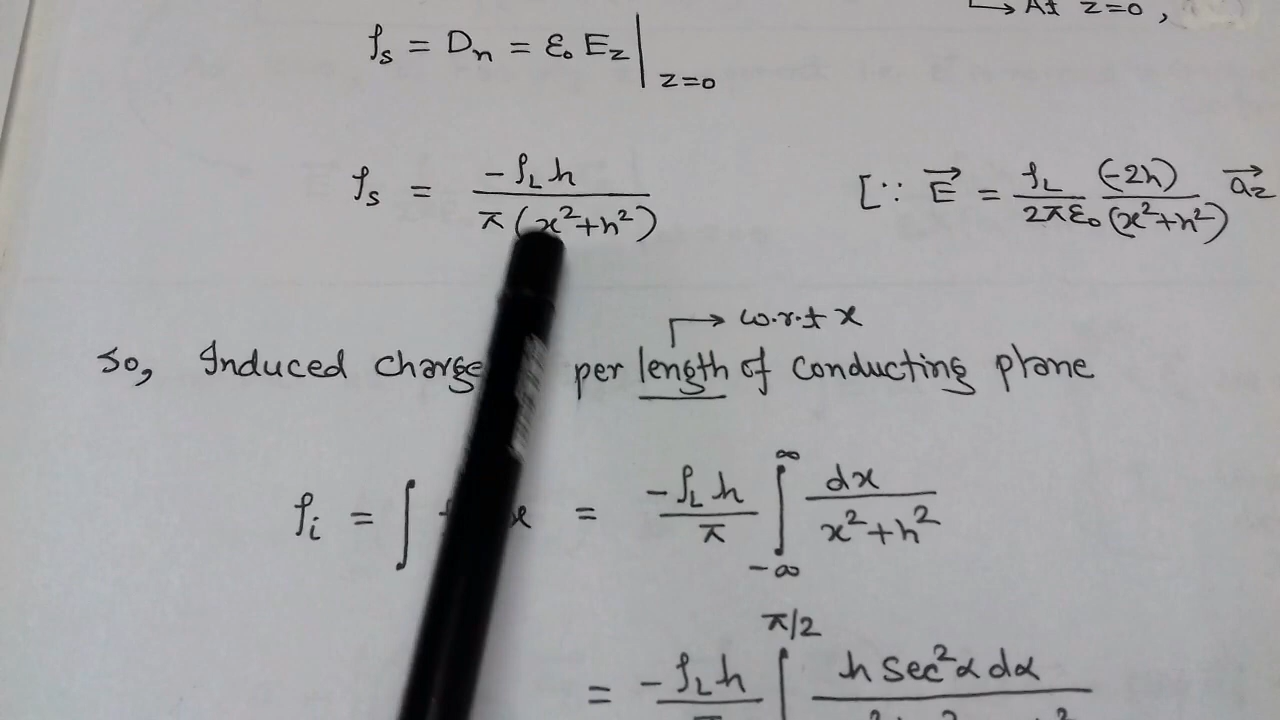 ↳ At z=0,
ρs = Dn = ε₀ Ez |z=0
ρs = -ρL h / π(x²+h²) [∵ E⃗ = ρL/2πε₀ (-2h)/(x²+h²) a⃗z
↱ w.r.t x
So, Induced charge per length of conducting plane
ρi = ∫ x = -ρL h/π ∫-∞^∞ dx/x²+h²
π/2
= -ρL h ∫ h sec²α dα